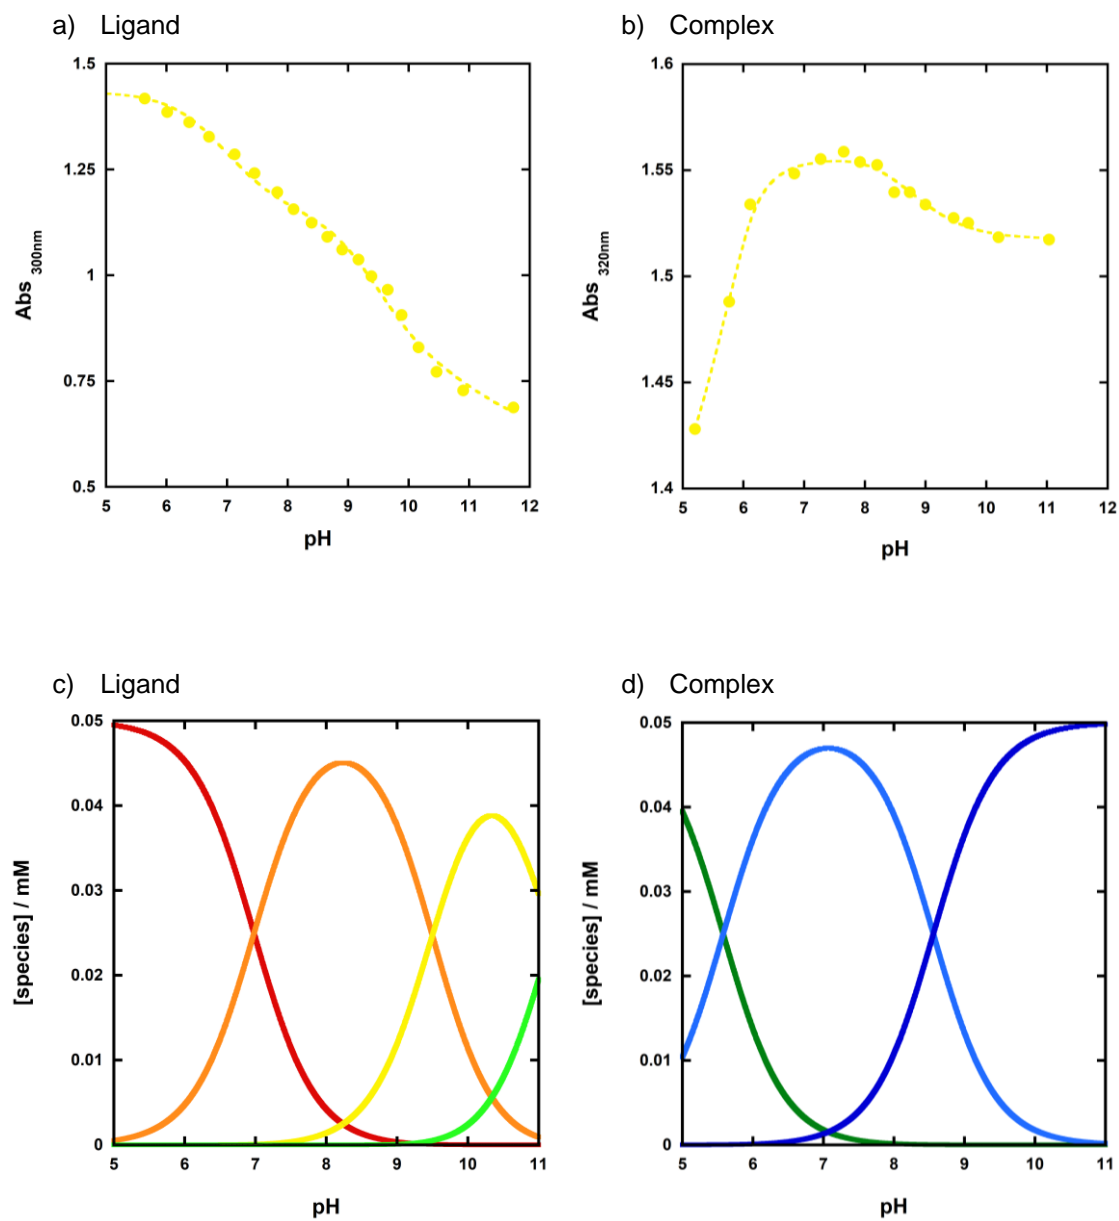 a) Ligand
b) Complex
1.5
1.25
1
0.75
0.5
Abs 300nm
5 6 7 8 9 10 11 12
pH
1.6
1.55
1.5
1.45
1.4
Abs 320nm
5 6 7 8 9 10 11 12
pH
c) Ligand
d) Complex
0.05
0.04
0.03
0.02
0.01
0
[species] / mM
5 6 7 8 9 10 11
pH
0.05
0.04
0.03
0.02
0.01
0
[species] / mM
5 6 7 8 9 10 11
pH